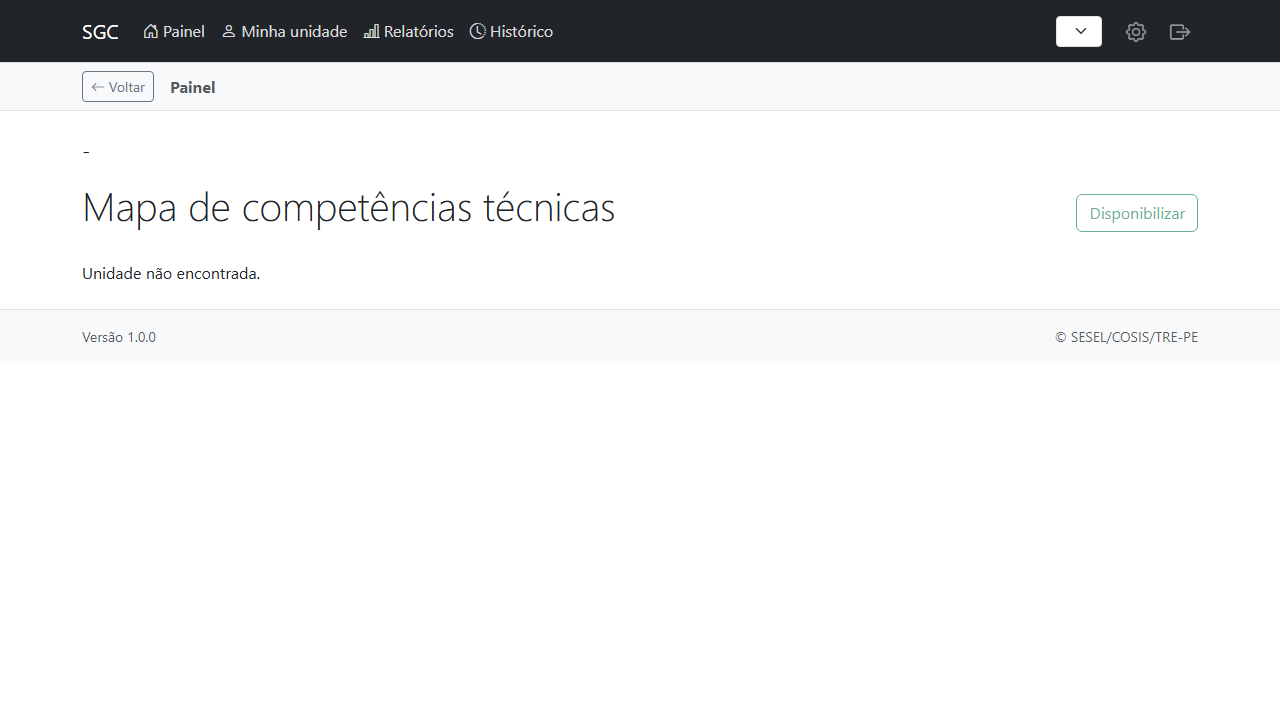 SGC Painel Minha unidade Relatórios Histórico
← Voltar Painel
-
Mapa de competências técnicas
Disponibilizar
Unidade não encontrada.
Versão 1.0.0
© SESEL/COSIS/TRE-PE